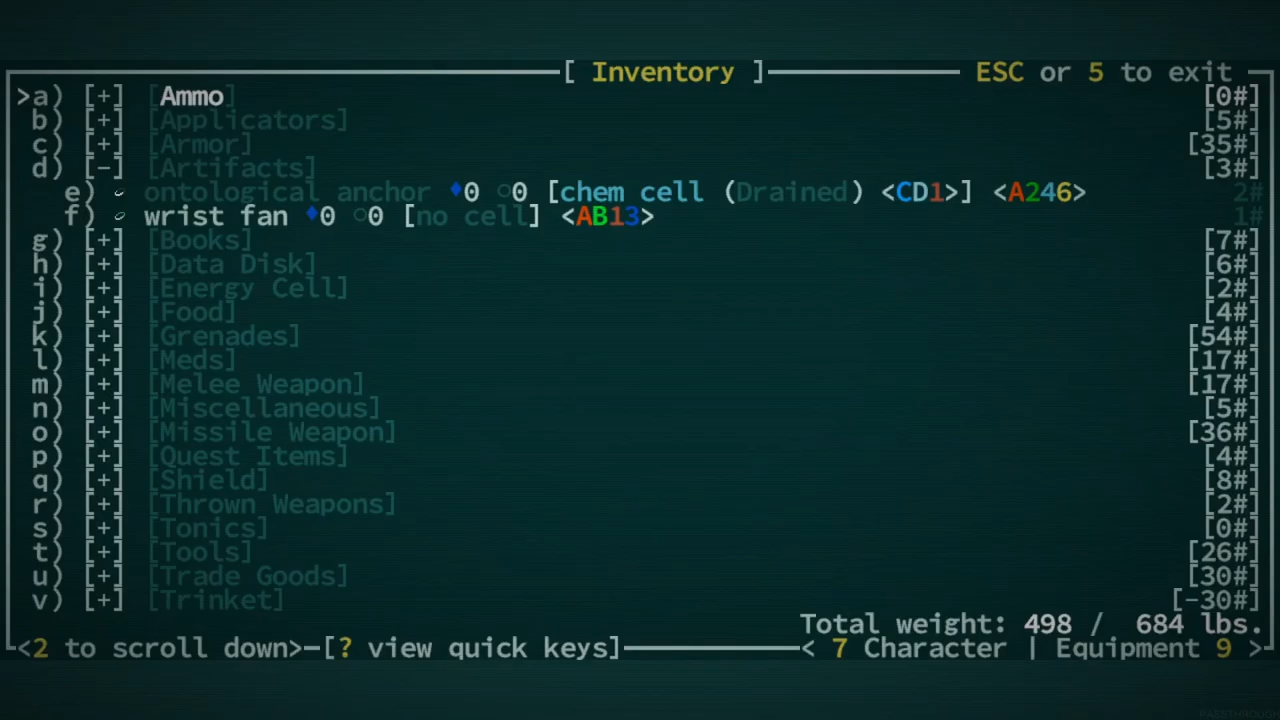 [ Inventory ] ESC or 5 to exit
>a) [+] [Ammo] [0#]
b) [+] [Applicators] [5#]
c) [+] [Armor] [35#]
d) [-] [Artifacts] [3#]
e) ontological anchor ♦0 ○0 [chem cell (Drained) <CD1>] <A246> 2#
f) wrist fan ♦0 ○0 [no cell] <AB13> 1#
g) [+] [Books] [7#]
h) [+] [Data Disk] [6#]
i) [+] [Energy Cell] [2#]
j) [+] [Food] [4#]
k) [+] [Grenades] [54#]
l) [+] [Meds] [17#]
m) [+] [Melee Weapon] [17#]
n) [+] [Miscellaneous] [5#]
o) [+] [Missile Weapon] [36#]
p) [+] [Quest Items] [4#]
q) [+] [Shield] [8#]
r) [+] [Thrown Weapons] [2#]
s) [+] [Tonics] [0#]
t) [+] [Tools] [26#]
u) [+] [Trade Goods] [30#]
v) [+] [Trinket] [-30#]
Total weight: 498 / 684 lbs.
<2 to scroll down> [? view quick keys] < 7 Character | Equipment 9 >